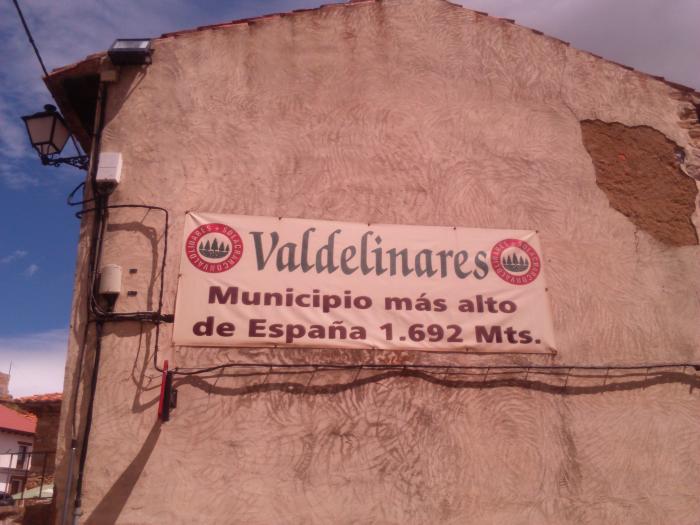 Valdelinares
Municipio más alto
de España 1.692 Mts.